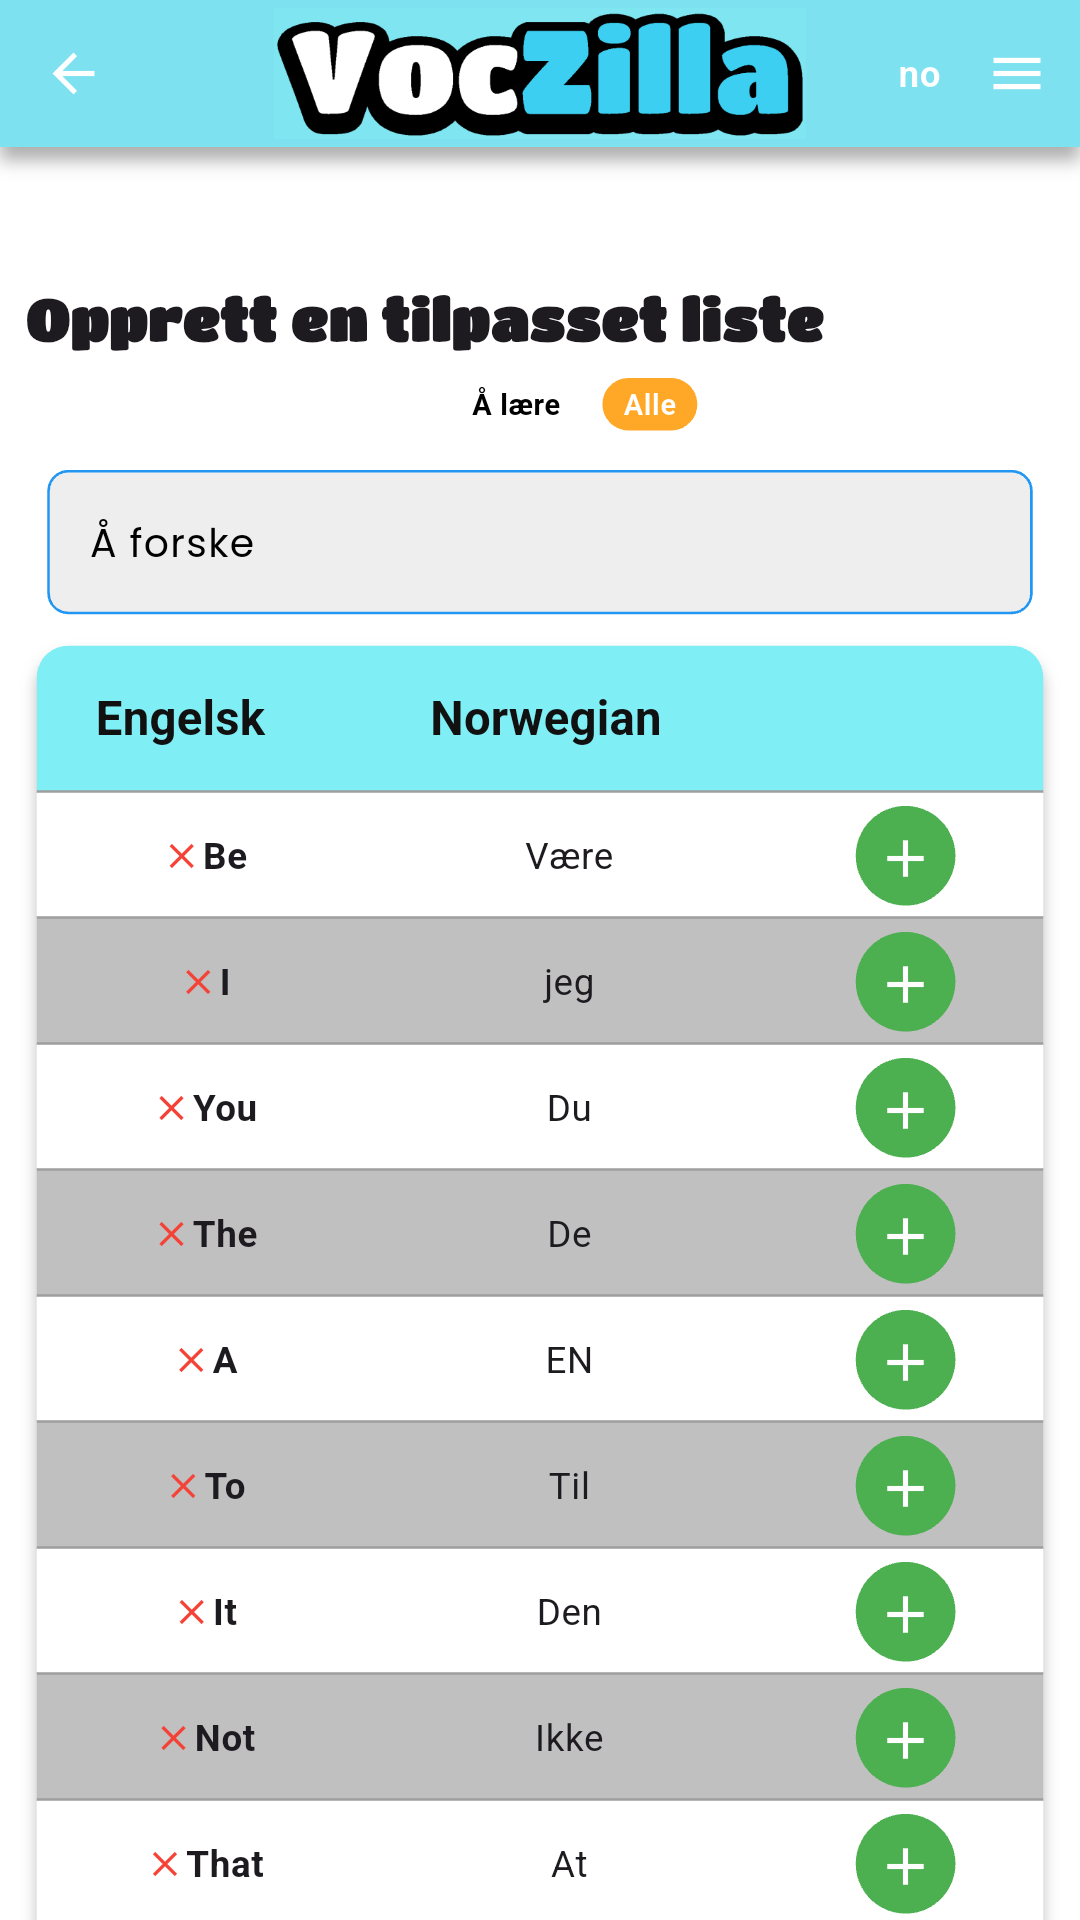 VocZilla
no
Opprett en tilpasset liste
Å lære Alle
Å forske
Engelsk Norwegian
Be Være
I jeg
You Du
The De
A EN
To Til
It Den
Not Ikke
That At